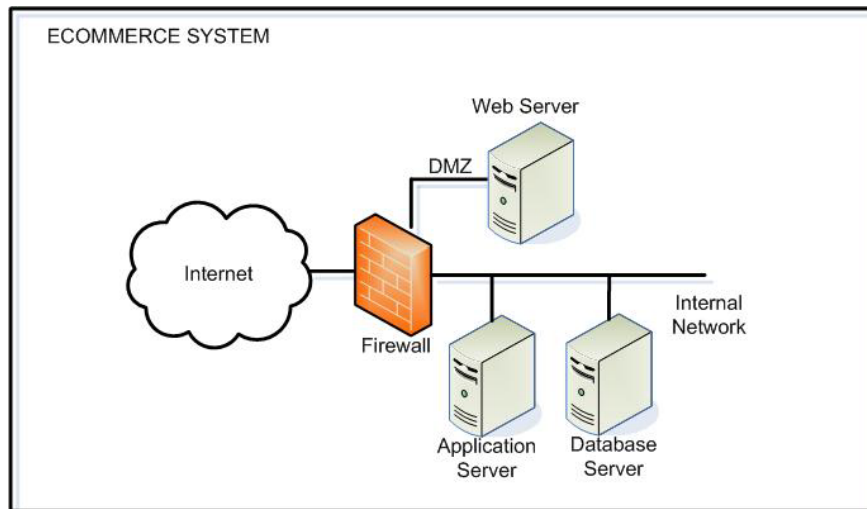 ECOMMERCE SYSTEM
Web Server
DMZ
Internet
Firewall
Internal
Network
Application
Server
Database
Server